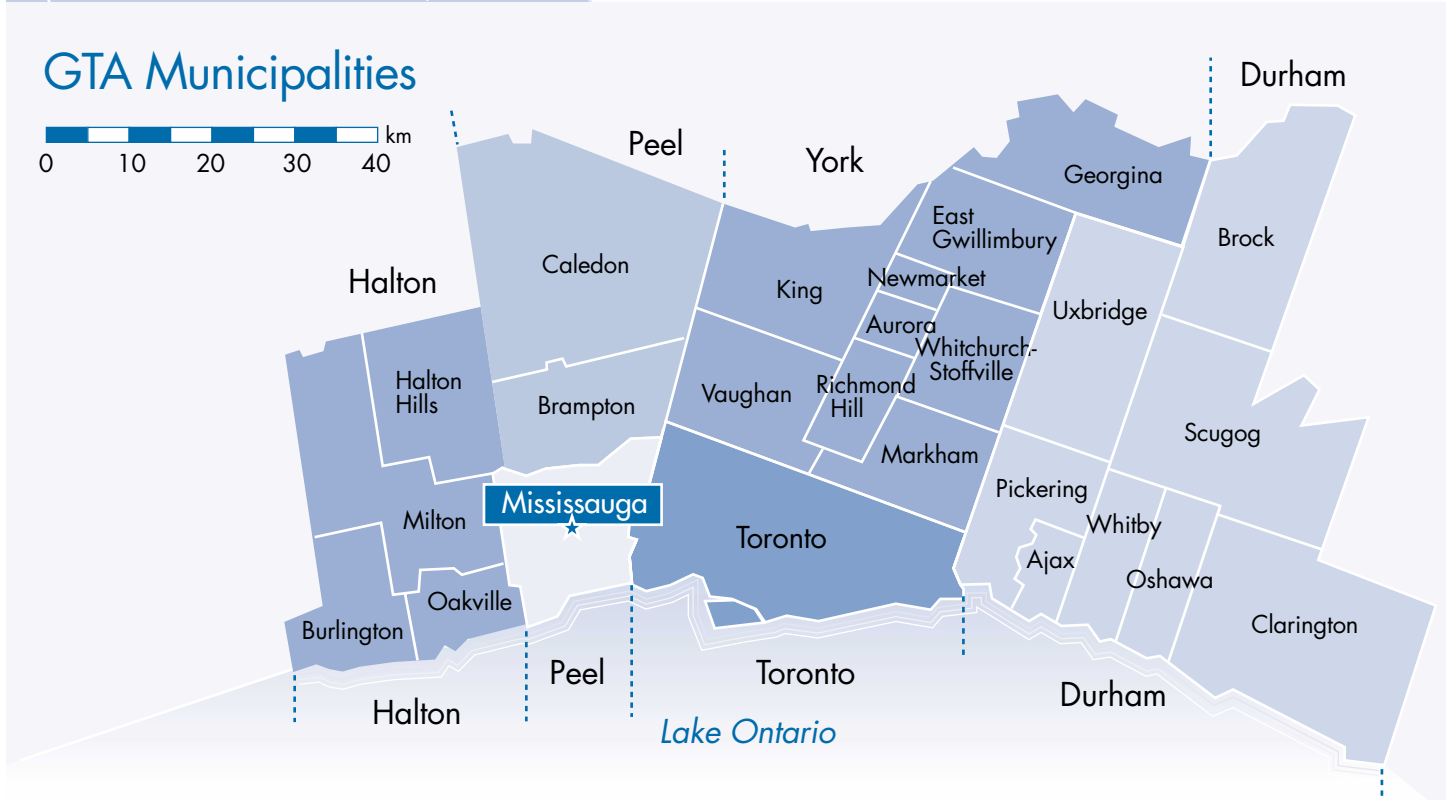 GTA Municipalities
km
0 10 20 30 40
Durham
Peel
York
Halton
Georgina
East
Gwillimbury
Brock
Caledon
King
Newmarket
Uxbridge
Aurora
Whitchurch-
Stoffville
Halton
Hills
Brampton
Vaughan
Richmond
Hill
Scugog
Markham
Pickering
Mississauga
Milton
Toronto
Whitby
Ajax
Oshawa
Oakville
Burlington
Clarington
Peel
Toronto
Durham
Halton
Lake Ontario